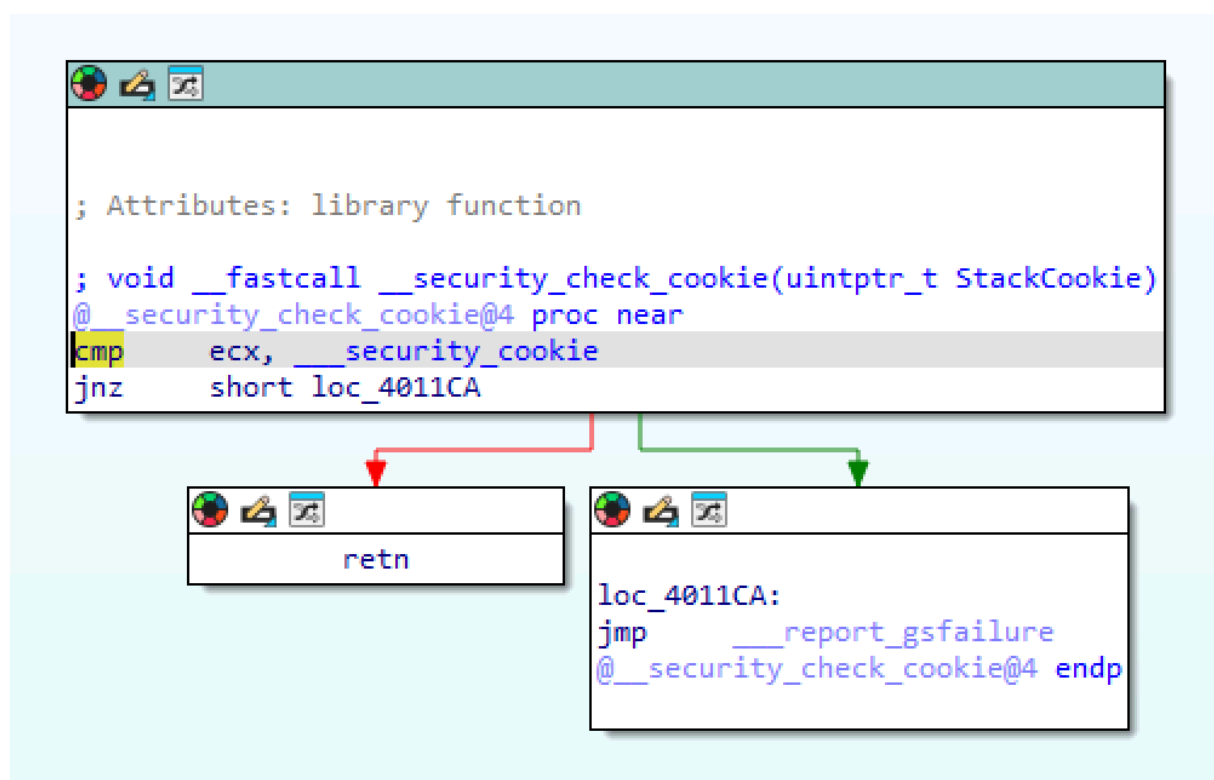 ; Attributes: library function
; void __fastcall __security_check_cookie(uintptr_t StackCookie)
@__security_check_cookie@4 proc near
cmp     ecx, ___security_cookie
jnz     short loc_4011CA
retn
loc_4011CA:
jmp     ___report_gsfailure
@__security_check_cookie@4 endp